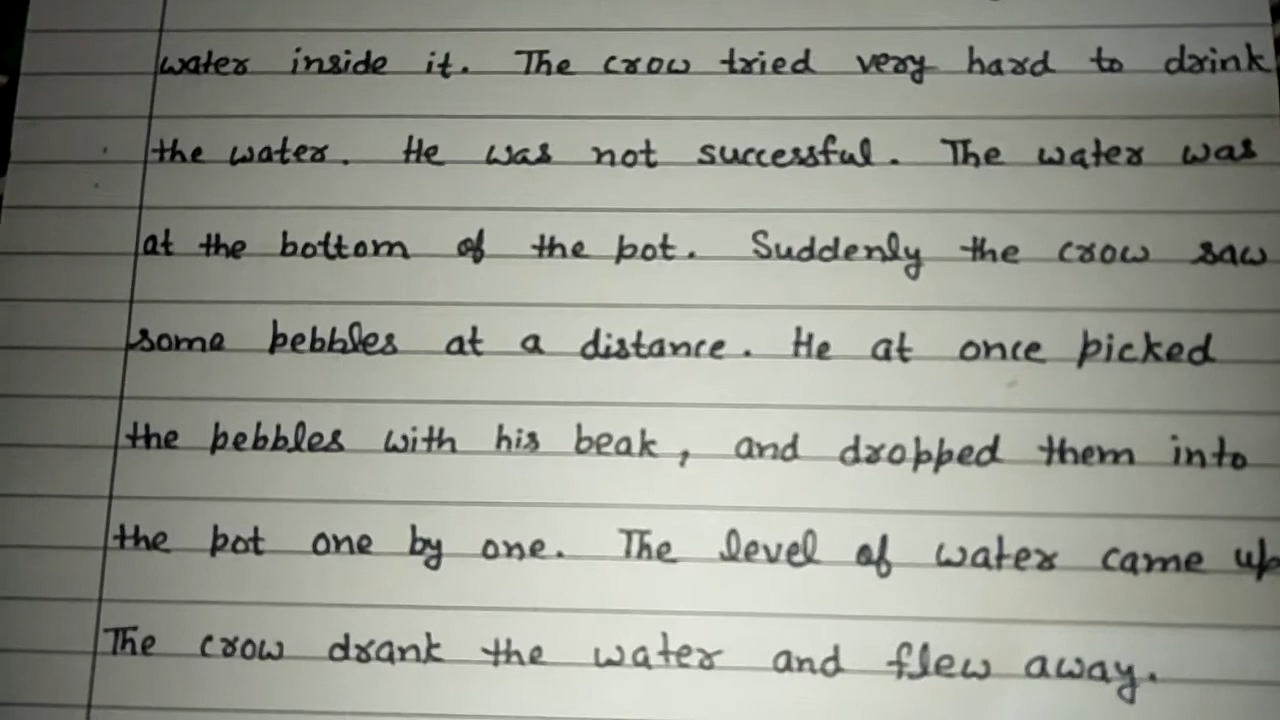 water inside it. The crow tried very hard to drink
the water. He was not successful. The water was
at the bottom of the pot. Suddenly the crow saw
some pebbles at a distance. He at once picked
the pebbles with his beak, and dropped them into
the pot one by one. The level of water came up
The crow drank the water and flew away.